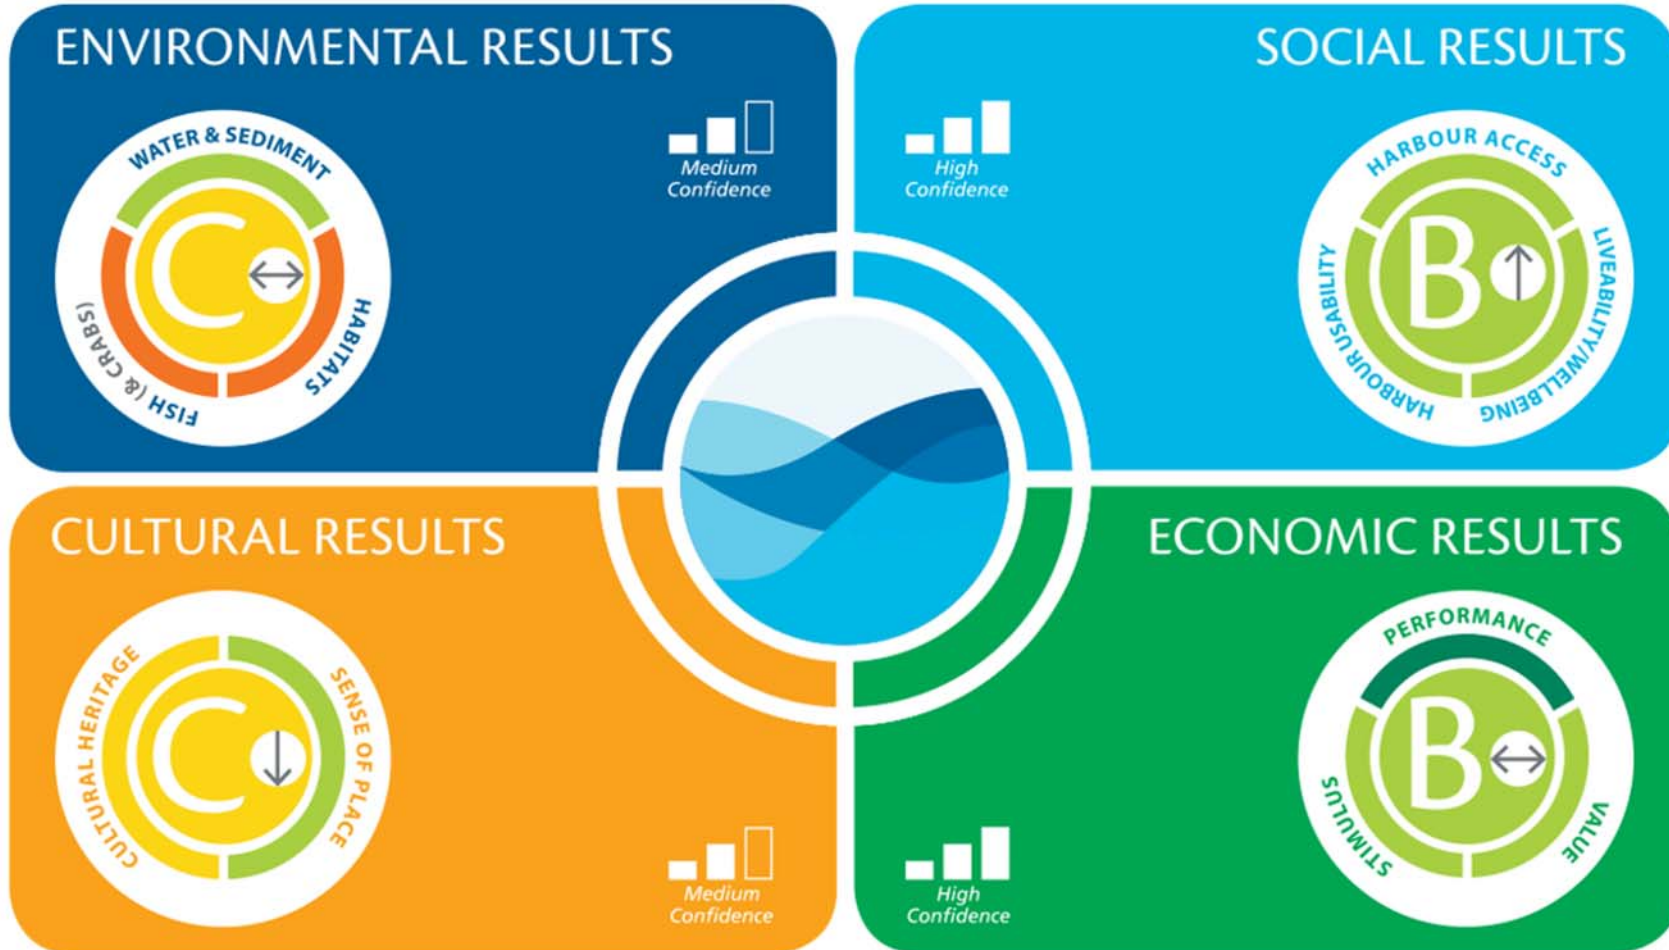 ENVIRONMENTAL RESULTS
WATER & SEDIMENT
HABITATS
FISH (& CRABS)
C
Medium
Confidence
SOCIAL RESULTS
High
Confidence
HARBOUR ACCESS
LIVEABILITY/WELLBEING
HARBOUR USABILITY
B
CULTURAL RESULTS
CULTURAL HERITAGE
SENSE OF PLACE
C
Medium
Confidence
ECONOMIC RESULTS
PERFORMANCE
VALUE
STIMULUS
B
High
Confidence